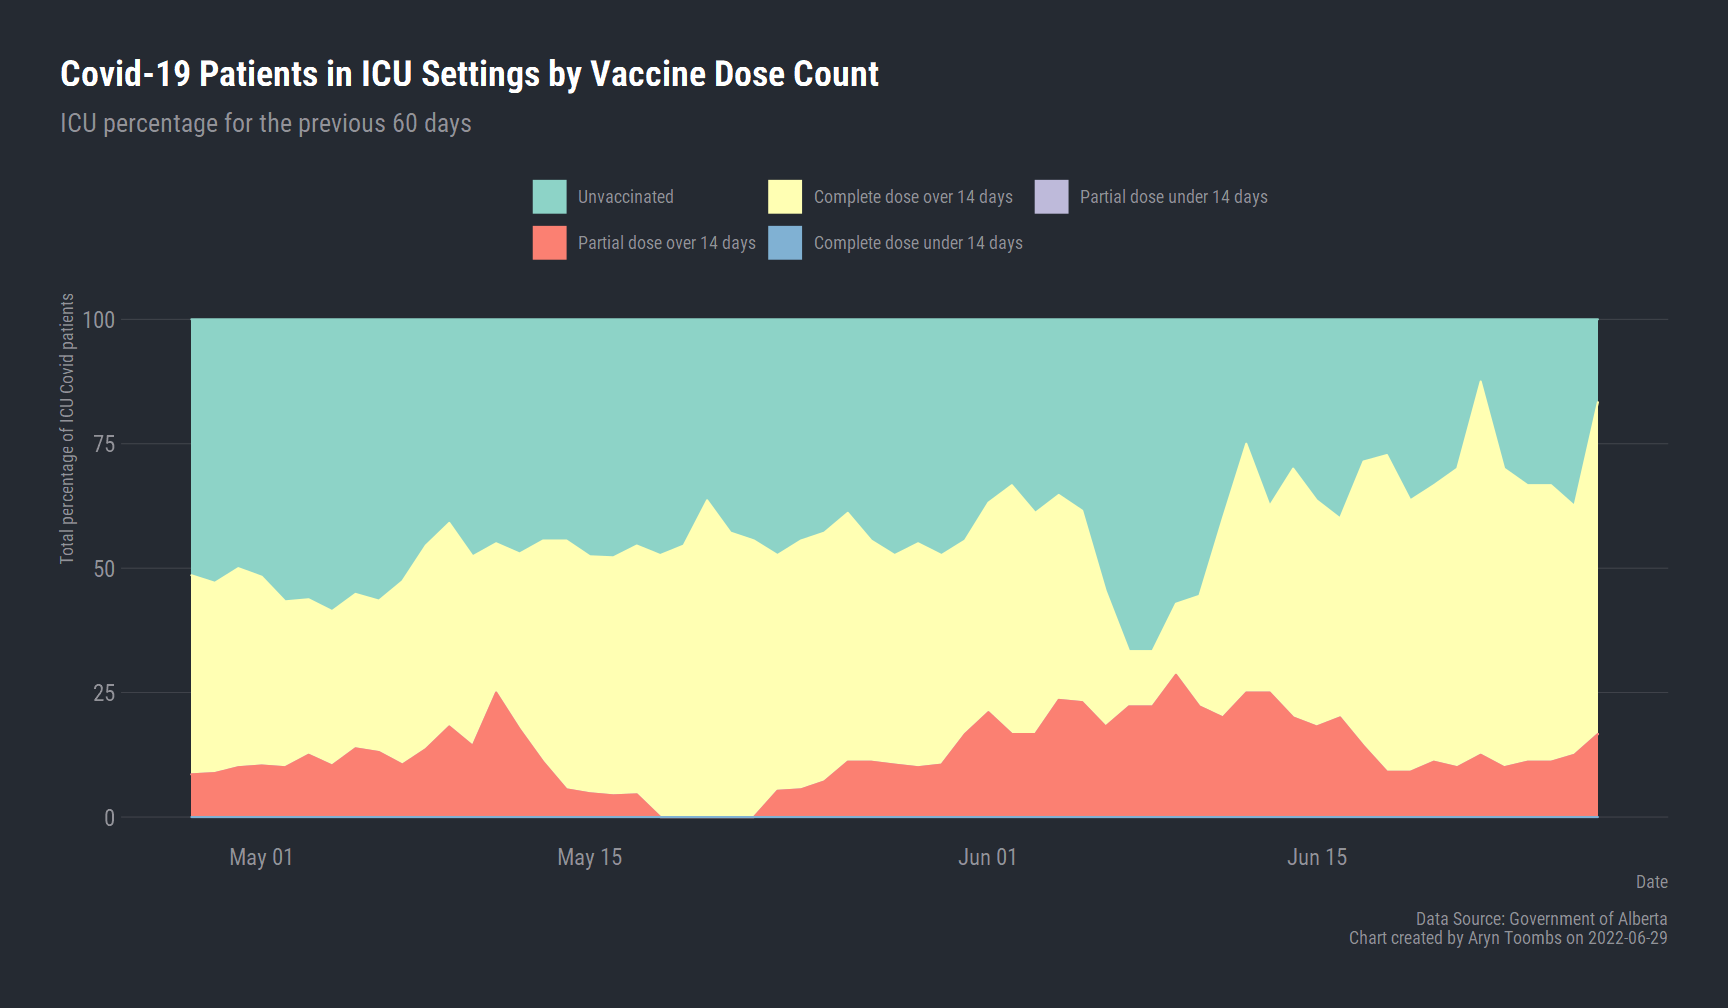 Covid-19 Patients in ICU Settings by Vaccine Dose Count
ICU percentage for the previous 60 days
Unvaccinated
Complete dose over 14 days
Partial dose under 14 days
Partial dose over 14 days
Complete dose under 14 days
Total percentage of ICU Covid patients
100
75
50
25
0
May 01
May 15
Jun 01
Jun 15
Date
Data Source: Government of Alberta
Chart created by Aryn Toombs on 2022-06-29